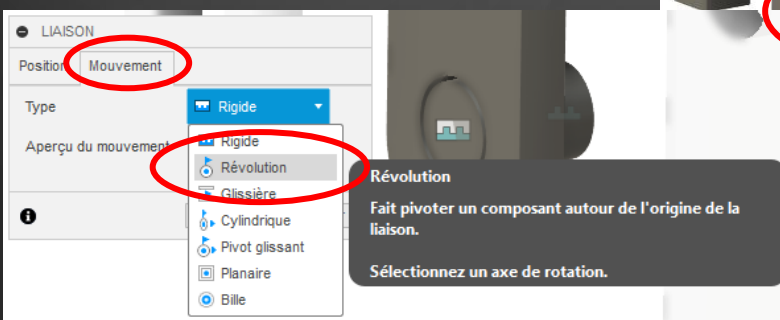 LIAISON
Position Mouvement
Type Rigide
Aperçu du mouvement
Rigide
Révolution
Glissière
Cylindrique
Pivot glissant
Planaire
Bille
Révolution
Fait pivoter un composant autour de l'origine de la
liaison.
Sélectionnez un axe de rotation.